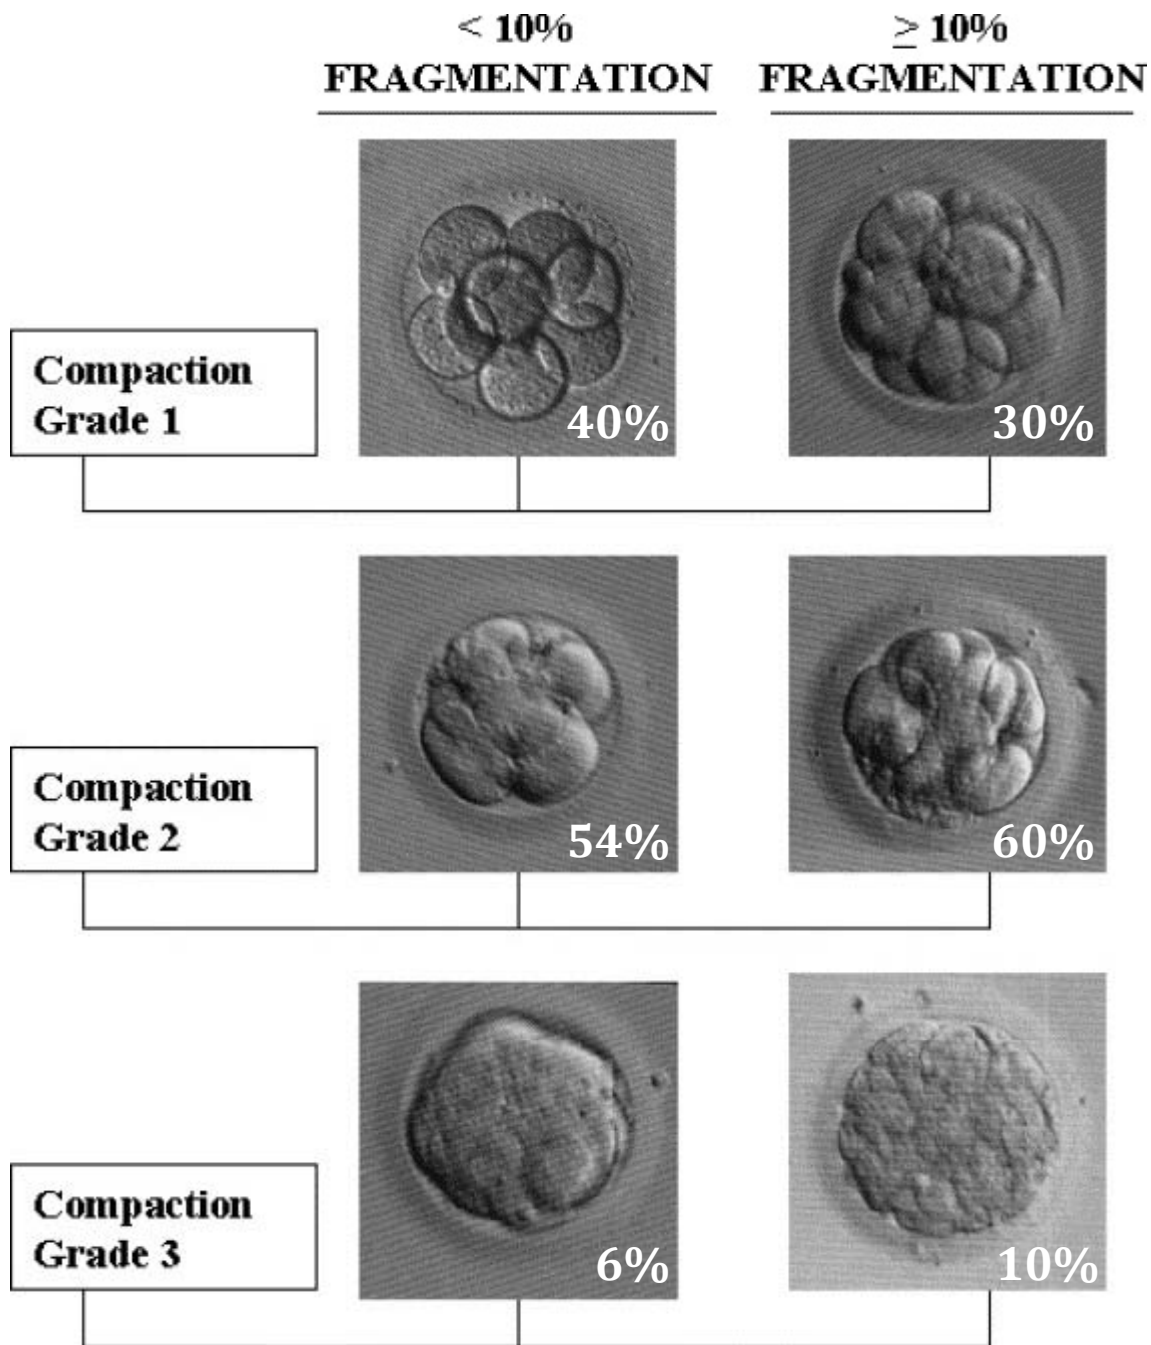 < 10%
FRAGMENTATION
≥ 10%
FRAGMENTATION
Compaction
Grade 1
40%
30%
Compaction
Grade 2
54%
60%
Compaction
Grade 3
6%
10%